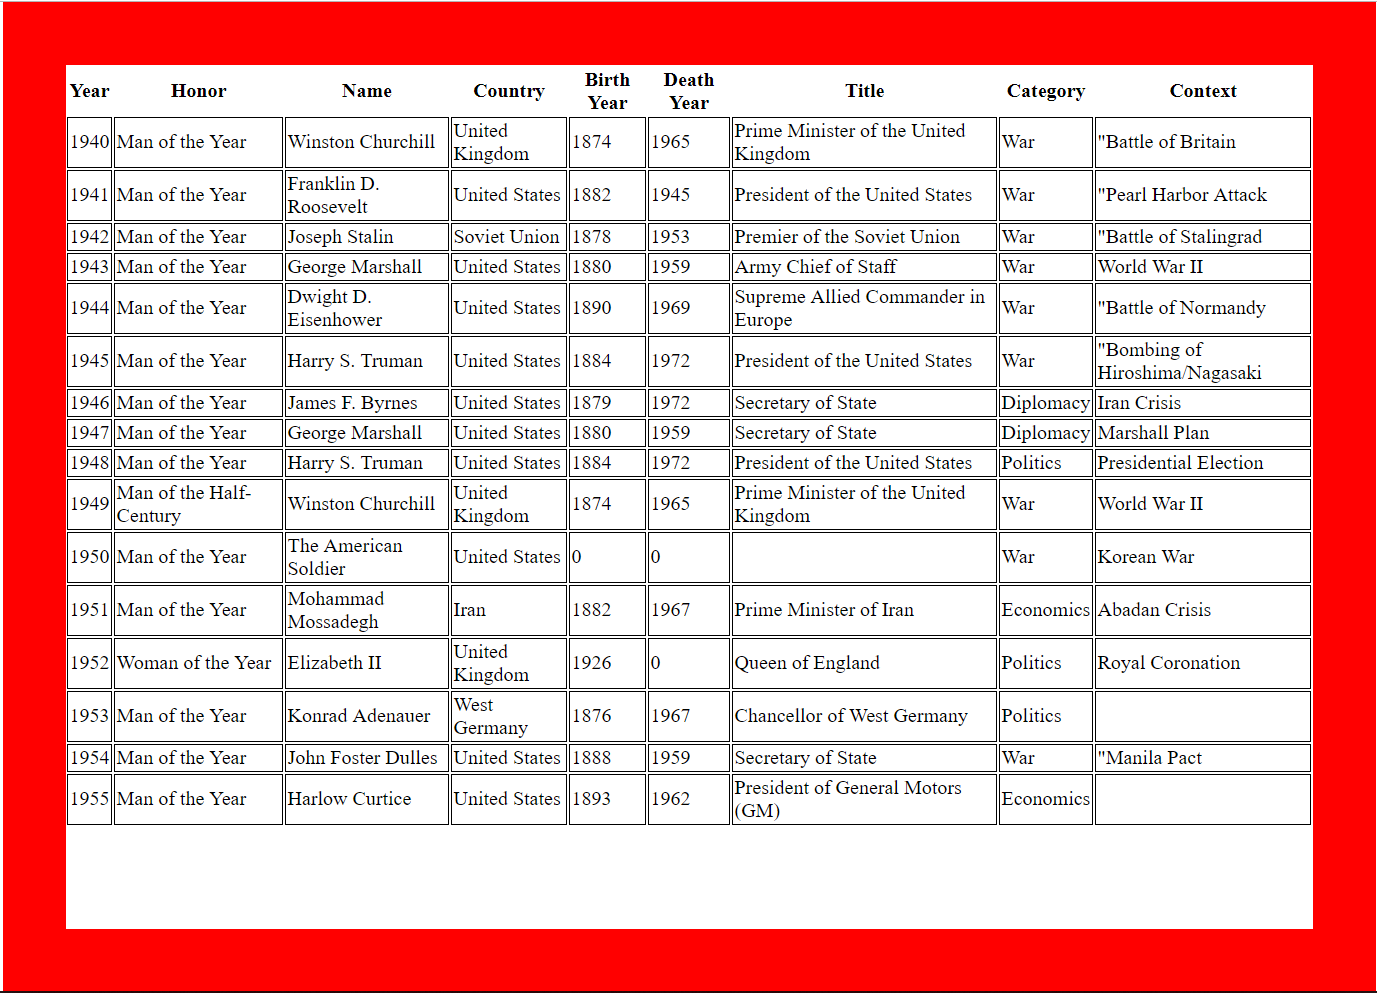 Year Honor Name Country Birth Year Death Year Title Category Context
1940 Man of the Year Winston Churchill United Kingdom 1874 1965 Prime Minister of the United Kingdom War "Battle of Britain
1941 Man of the Year Franklin D. Roosevelt United States 1882 1945 President of the United States War "Pearl Harbor Attack
1942 Man of the Year Joseph Stalin Soviet Union 1878 1953 Premier of the Soviet Union War "Battle of Stalingrad
1943 Man of the Year George Marshall United States 1880 1959 Army Chief of Staff War World War II
1944 Man of the Year Dwight D. Eisenhower United States 1890 1969 Supreme Allied Commander in Europe War "Battle of Normandy
1945 Man of the Year Harry S. Truman United States 1884 1972 President of the United States War "Bombing of Hiroshima/Nagasaki
1946 Man of the Year James F. Byrnes United States 1879 1972 Secretary of State Diplomacy Iran Crisis
1947 Man of the Year George Marshall United States 1880 1959 Secretary of State Diplomacy Marshall Plan
1948 Man of the Year Harry S. Truman United States 1884 1972 President of the United States Politics Presidential Election
1949 Man of the Half-Century Winston Churchill United Kingdom 1874 1965 Prime Minister of the United Kingdom War World War II
1950 Man of the Year The American Soldier United States 0 0 War Korean War
1951 Man of the Year Mohammad Mossadegh Iran 1882 1967 Prime Minister of Iran Economics Abadan Crisis
1952 Woman of the Year Elizabeth II United Kingdom 1926 0 Queen of England Politics Royal Coronation
1953 Man of the Year Konrad Adenauer West Germany 1876 1967 Chancellor of West Germany Politics
1954 Man of the Year John Foster Dulles United States 1888 1959 Secretary of State War "Manila Pact
1955 Man of the Year Harlow Curtice United States 1893 1962 President of General Motors (GM) Economics